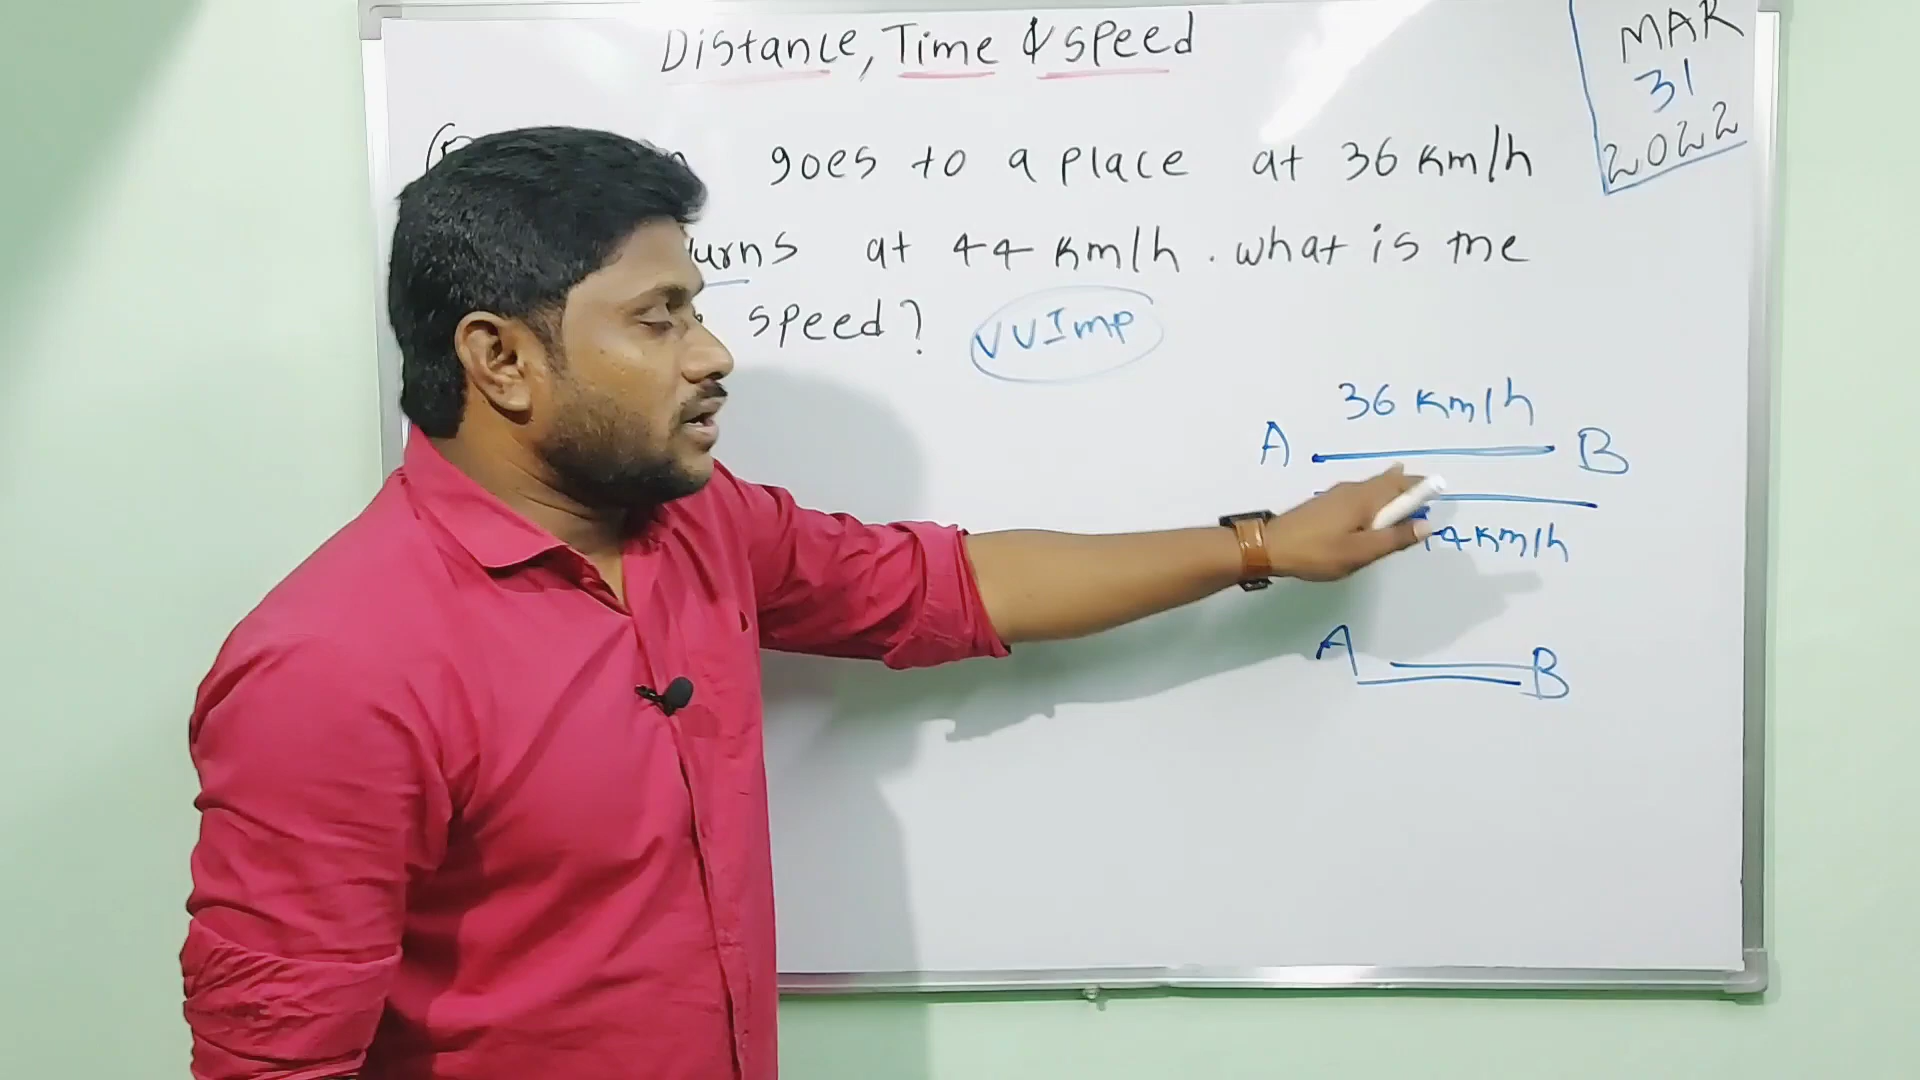 Distance, Time & speed
MAR
31
2022
goes to a place at 36 Km/h
at 44 Km/h. what is the
speed?
VVImp
36 Km/h
A B
Km/h
A B